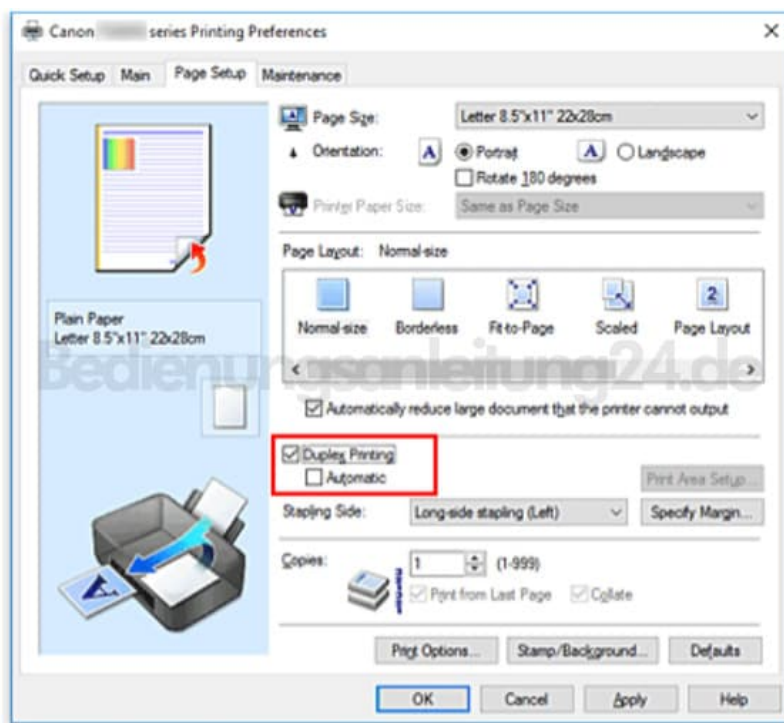 Canon series Printing Preferences
Quick Setup Main Page Setup Maintenance
Page Size: Letter 8.5"x11" 22x28cm
Orientation: A Portrait A Landscape
Rotate 180 degrees
Printer Paper Size: Same as Page Size
Page Layout: Normal-size
Normal-size Borderless Fit-to-Page Scaled 2 Page Layout
Plain Paper
Letter 8.5"x11" 22x28cm
Bedienungsanleitung24.de
Automatically reduce large document that the printer cannot output
Duplex Printing
Automatic
Print Area Setup...
Stapling Side: Long-side stapling (Left) Specify Margin...
Copies: 1 (1-999)
Print from Last Page Collate
A
Print Options... Stamp/Background... Defaults
OK Cancel Apply Help